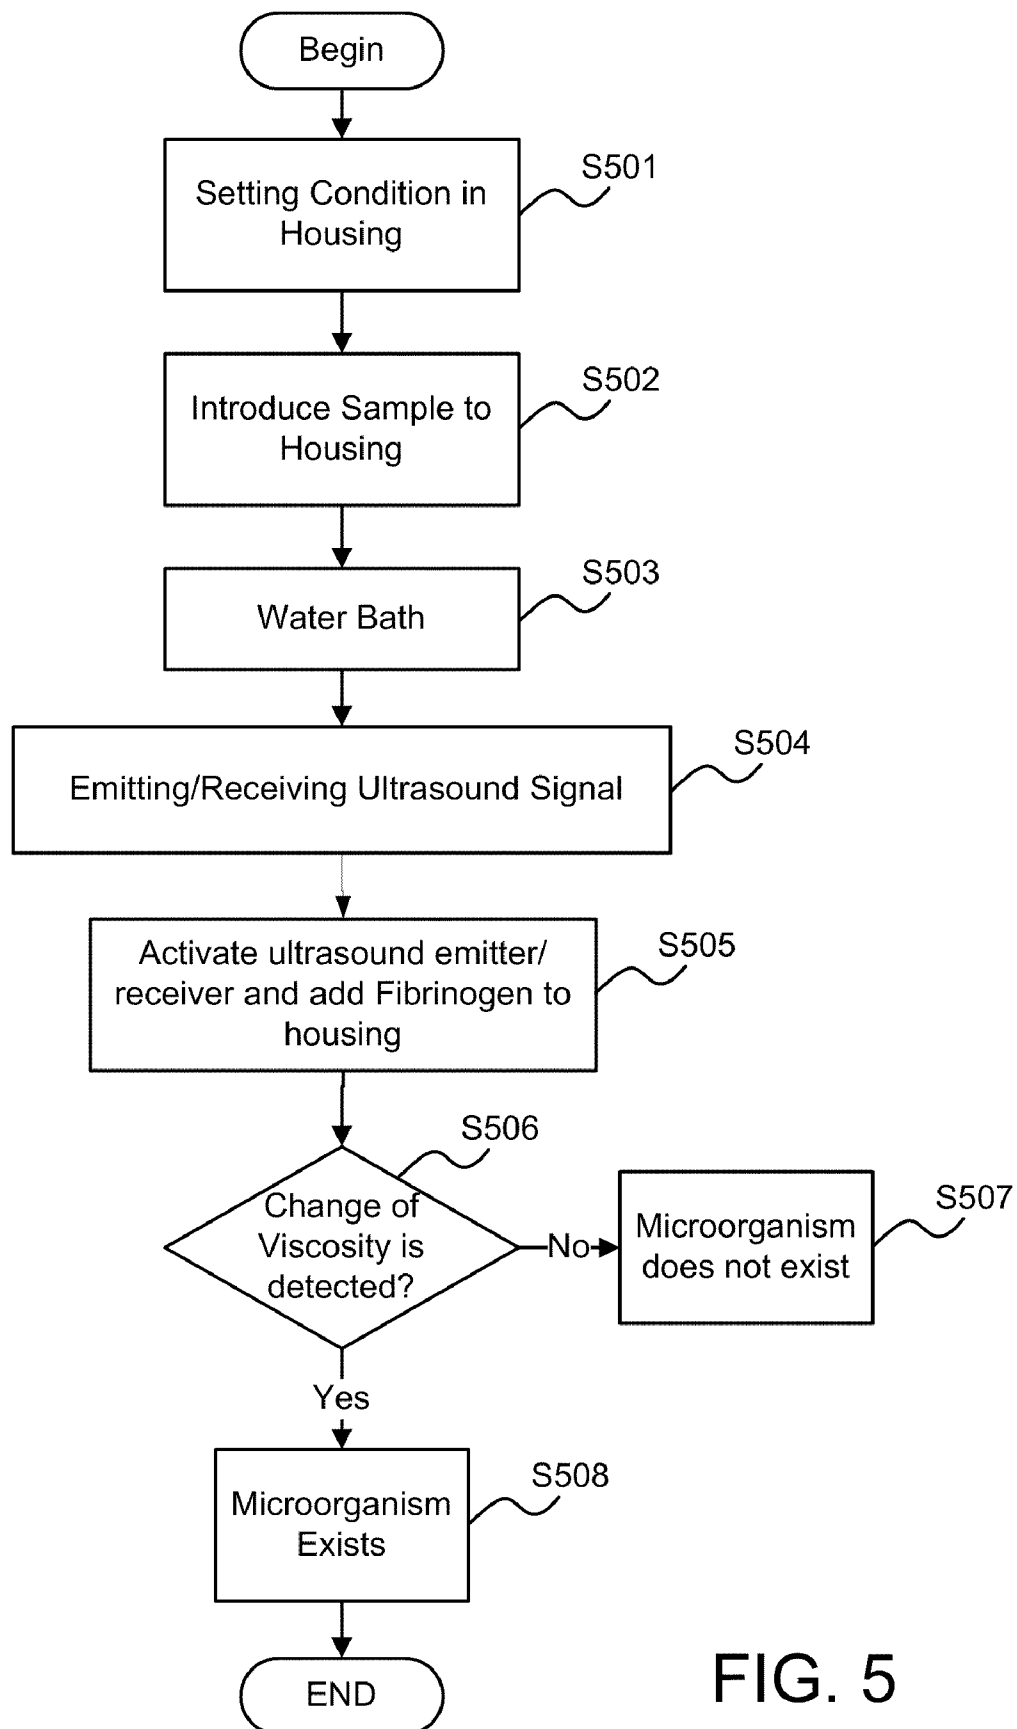 Begin
S501
Setting Condition in
Housing
S502
Introduce Sample to
Housing
S503
Water Bath
S504
Emitting/Receiving Ultrasound Signal
S505
Activate ultrasound emitter/
receiver and add Fibrinogen to
housing
S506
Change of
Viscosity is
detected?
No
S507
Microorganism
does not exist
Yes
S508
Microorganism
Exists
END
FIG. 5